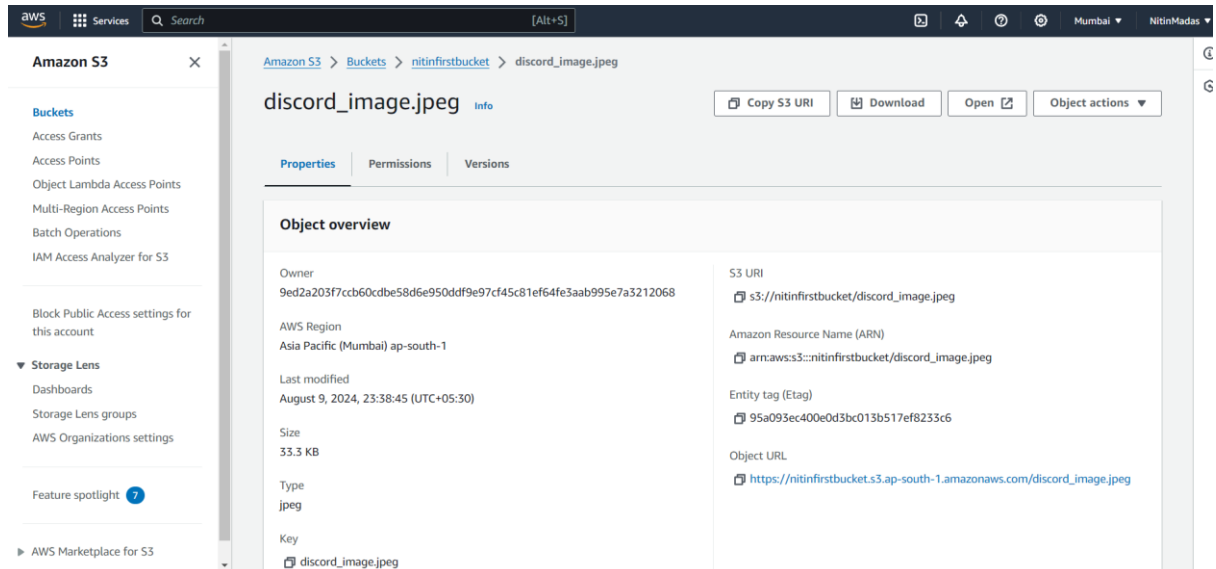 aws
Services
Search
[Alt+S]
Mumbai ▼
NitinMadas ▼
Amazon S3
Buckets
Access Grants
Access Points
Object Lambda Access Points
Multi-Region Access Points
Batch Operations
IAM Access Analyzer for S3
Block Public Access settings for
this account
▼ Storage Lens
Dashboards
Storage Lens groups
AWS Organizations settings
Feature spotlight 7
▶ AWS Marketplace for S3
Amazon S3 > Buckets > nitinfirstbucket > discord_image.jpeg
discord_image.jpeg Info
Copy S3 URI
Download
Open
Object actions ▼
Properties
Permissions
Versions
Object overview
Owner
9ed2a203f7ccb60cdbe58d6e950ddf9e97cf45c81ef64fe3aab995e7a3212068
AWS Region
Asia Pacific (Mumbai) ap-south-1
Last modified
August 9, 2024, 23:38:45 (UTC+05:30)
Size
33.3 KB
Type
jpeg
Key
discord_image.jpeg
S3 URI
s3://nitinfirstbucket/discord_image.jpeg
Amazon Resource Name (ARN)
arn:aws:s3:::nitinfirstbucket/discord_image.jpeg
Entity tag (Etag)
95a093ec400e0d3bc013b517ef8233c6
Object URL
https://nitinfirstbucket.s3.ap-south-1.amazonaws.com/discord_image.jpeg